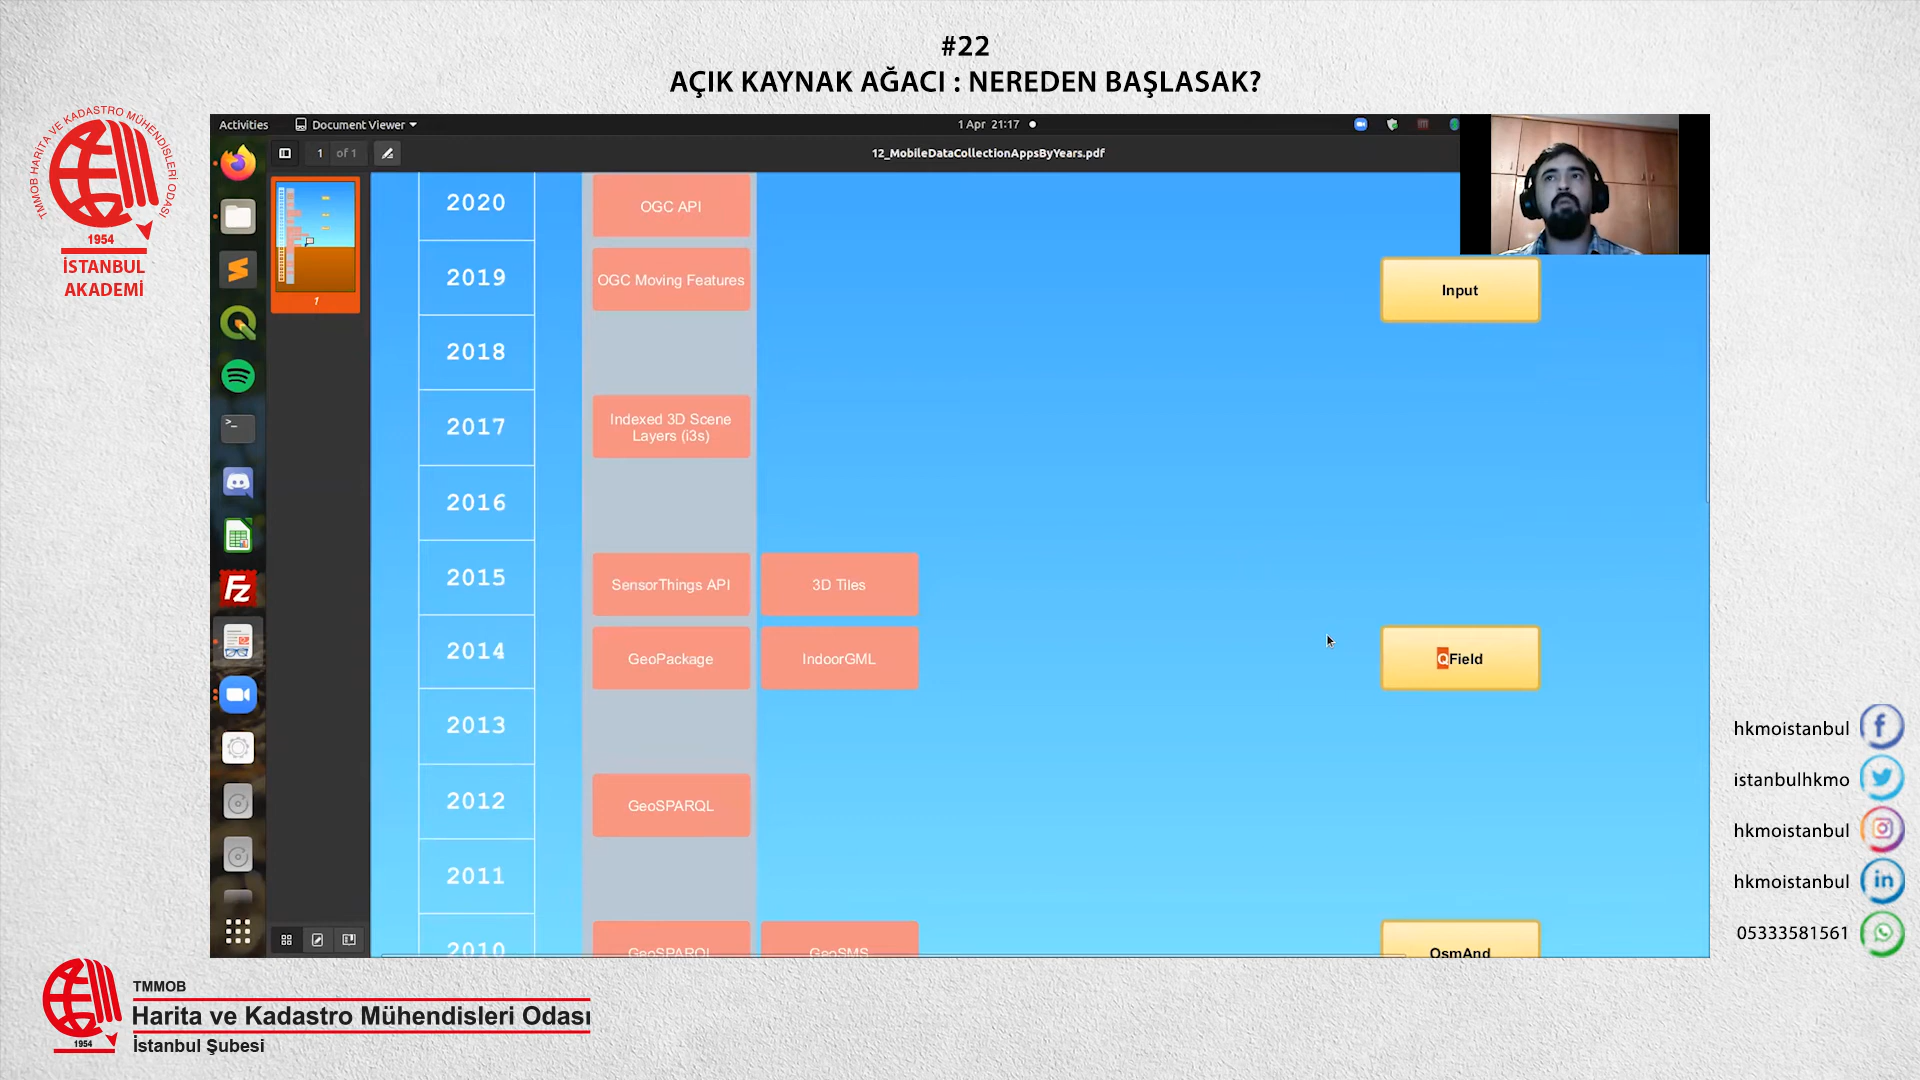 #22
AÇIK KAYNAK AĞACI : NEREDEN BAŞLASAK?
TMMOB HARİTA VE KADASTRO MÜHENDİSLERİ ODASI
1954
İSTANBUL
AKADEMİ
Activities
Document Viewer
1 Apr 21:17
1 of 1
12_MobileDataCollectionAppsByYears.pdf
1
2020
OGC API
2019
OGC Moving Features
Input
2018
2017
Indexed 3D Scene
Layers (i3s)
2016
2015
SensorThings API
3D Tiles
2014
GeoPackage
IndoorGML
QField
2013
2012
GeoSPARQL
2011
2010
GeoSPARQL
GeoSMS
OsmAnd
hkmoistanbul
istanbulhkmo
hkmoistanbul
hkmoistanbul
05333581561
1954
TMMOB
Harita ve Kadastro Mühendisleri Odası
İstanbul Şubesi